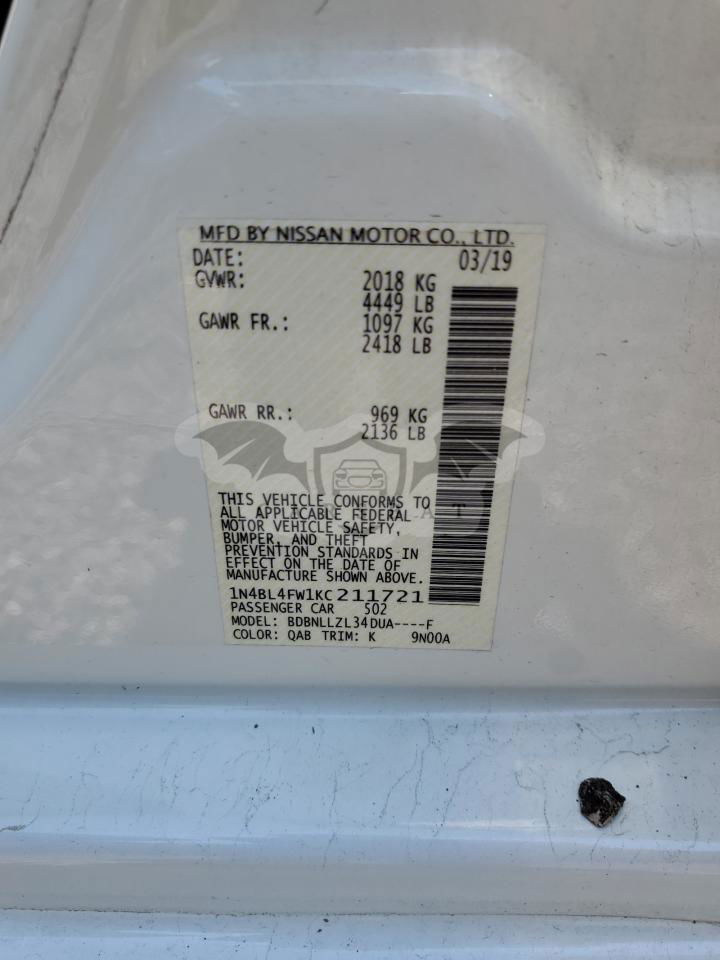 MFD BY NISSAN MOTOR CO., LTD.
DATE: 03/19
GVWR: 2018 KG
4449 LB
GAWR FR.: 1097 KG
2418 LB
GAWR RR.: 969 KG
2136 LB
THIS VEHICLE CONFORMS TO
ALL APPLICABLE FEDERAL
MOTOR VEHICLE SAFETY,
BUMPER, AND THEFT
PREVENTION STANDARDS IN
EFFECT ON THE DATE OF
MANUFACTURE SHOWN ABOVE.
1N4BL4FW1KC211721
PASSENGER CAR 502
MODEL: BDBNLLZL34DUA----F
COLOR: QAB TRIM: K 9N00A